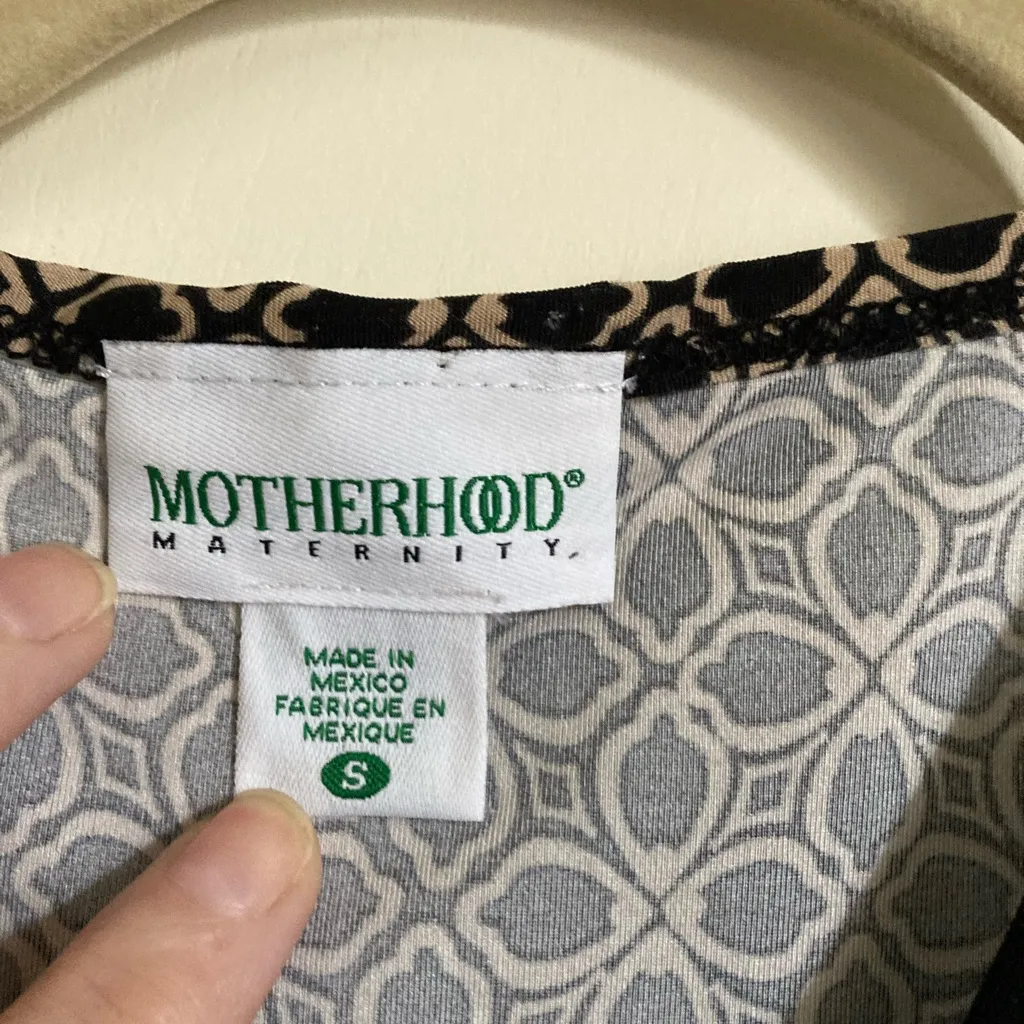 MOTHERHOOD®
MATERNITY
MADE IN
MEXICO
FABRIQUE EN
MEXIQUE
S